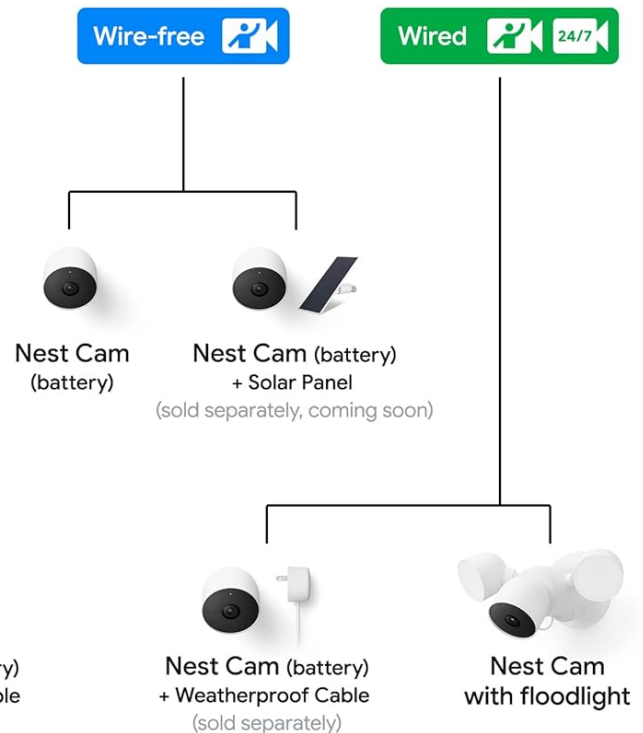 Wire-free
Wired
24/7
Nest Cam
(battery)
Nest Cam (battery)
+ Solar Panel
(sold separately, coming soon)
Nest Cam (battery)
+ Weatherproof Cable
(sold separately)
Nest Cam
with floodlight